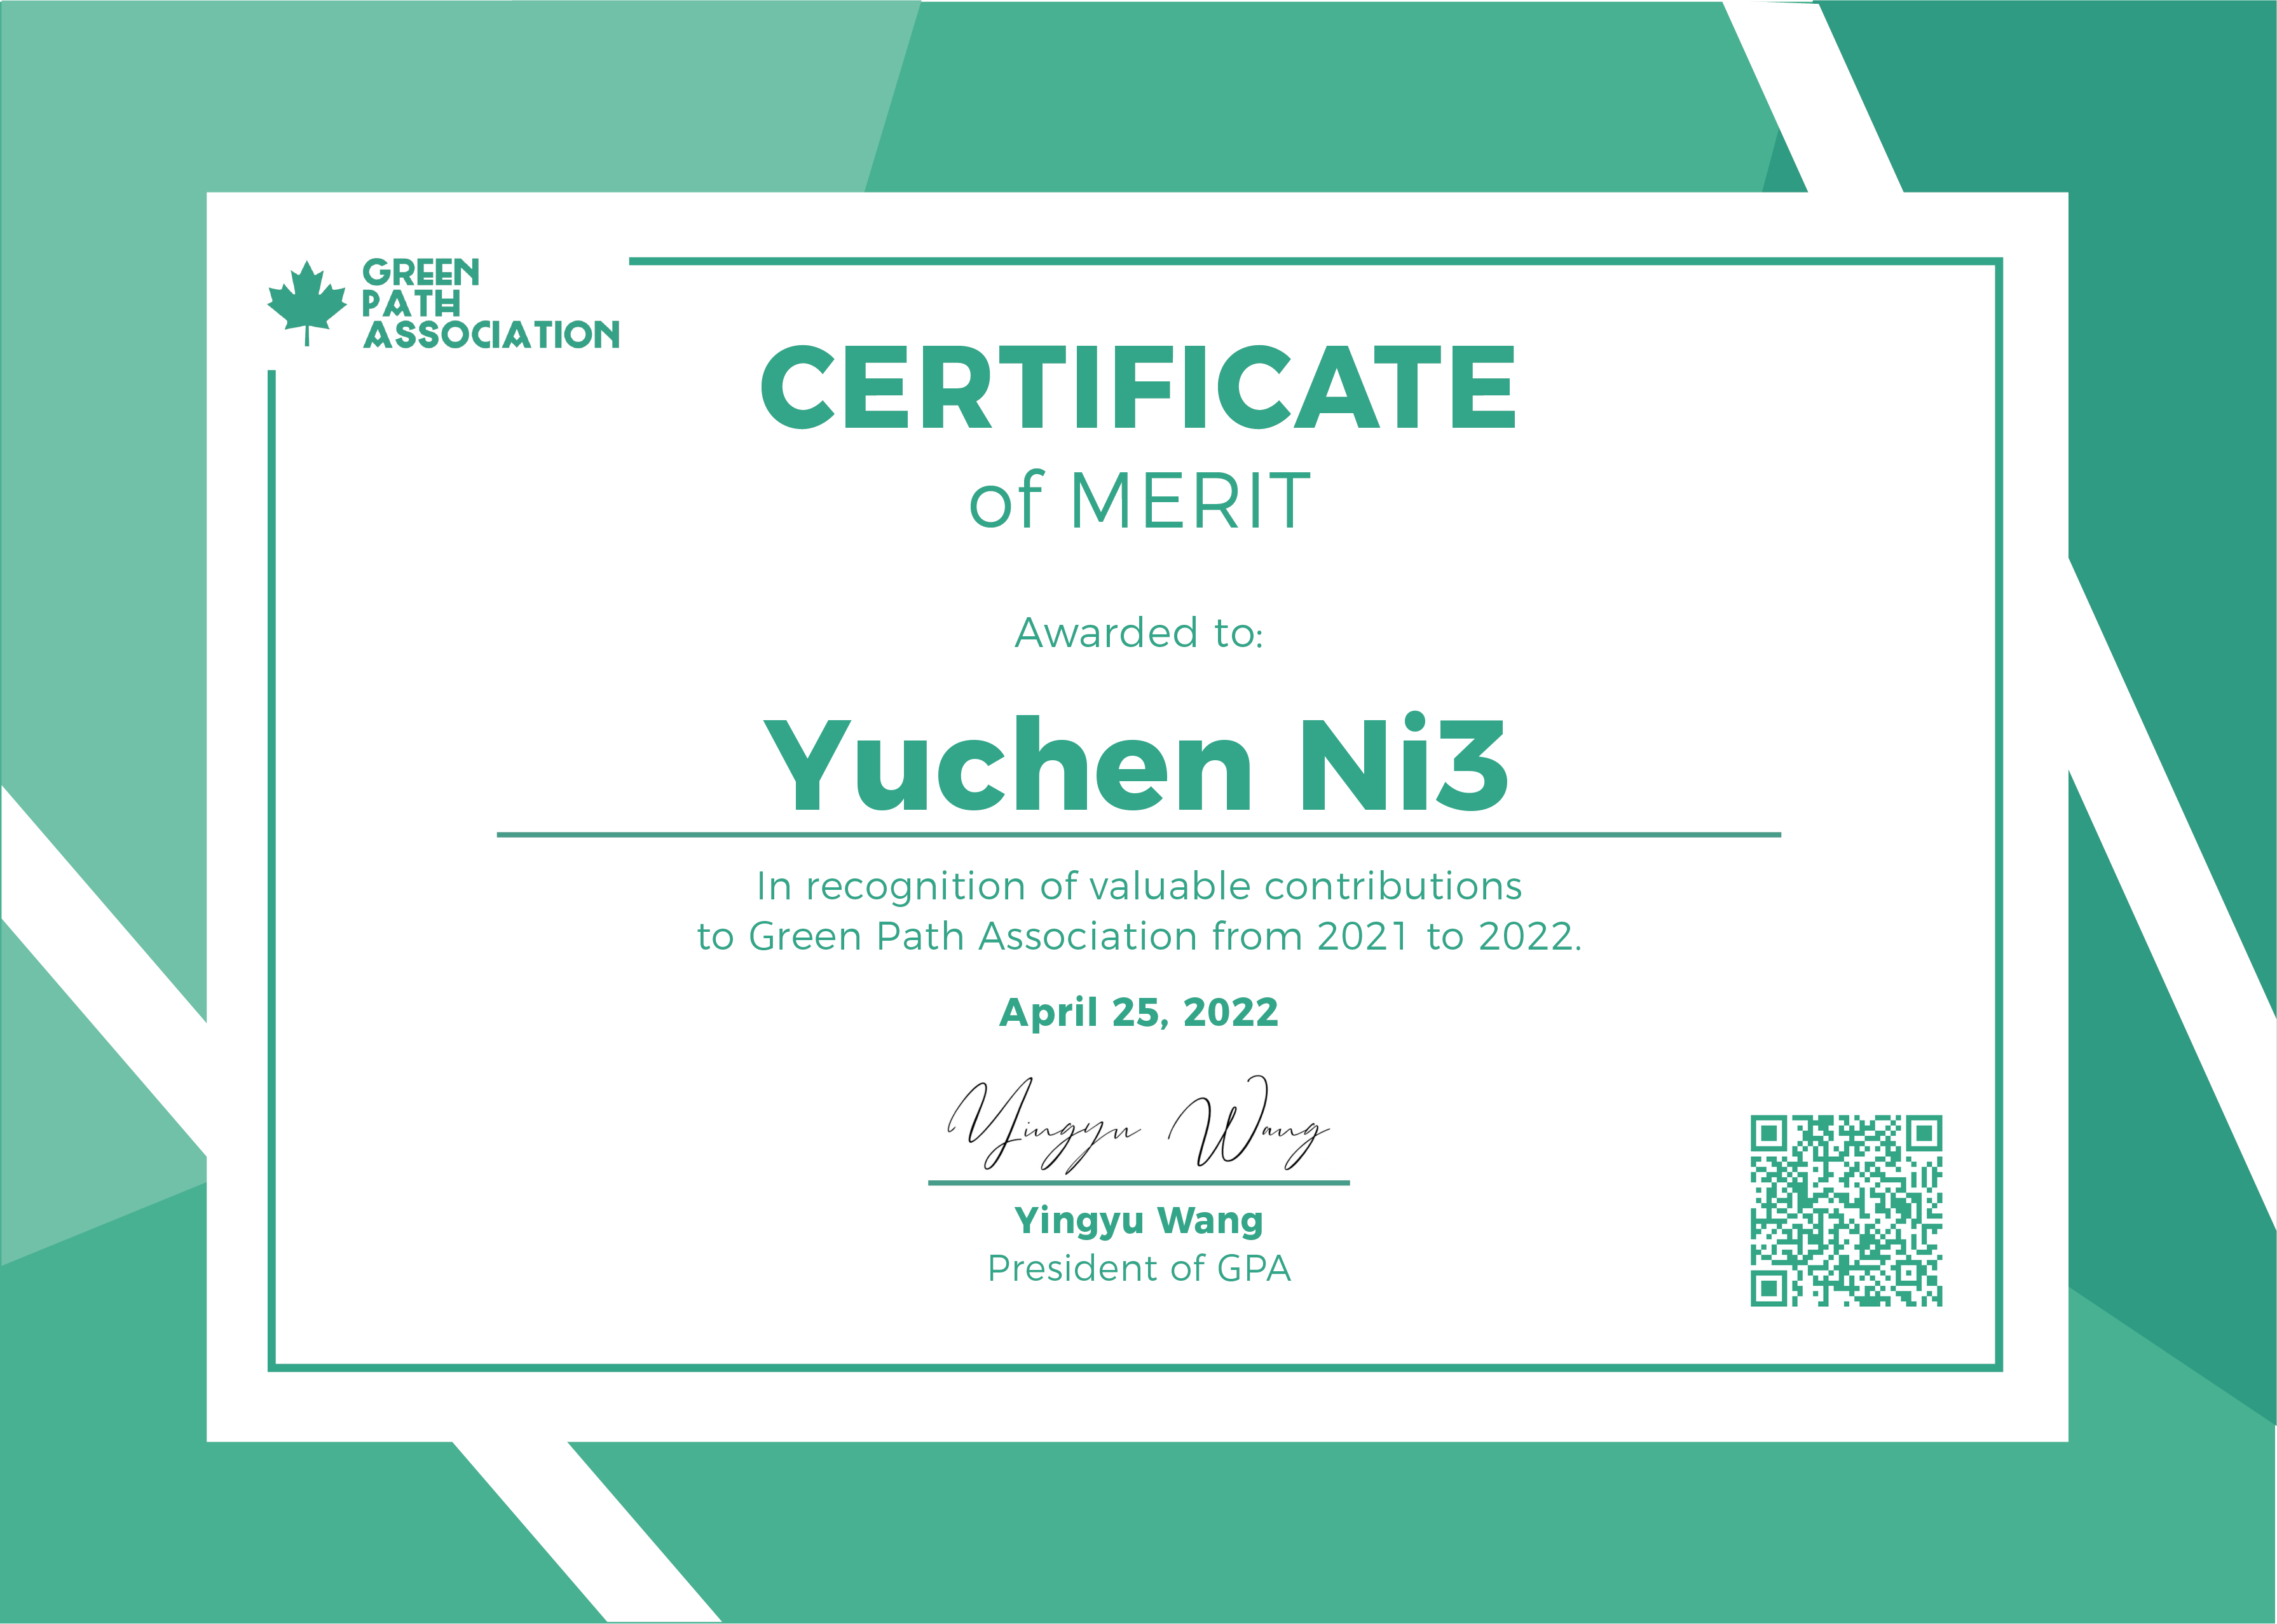 GREEN
PATH
ASSOCIATION
CERTIFICATE
of MERIT
Awarded to:
Yuchen Ni3
In recognition of valuable contributions
to Green Path Association from 2021 to 2022.
April 25, 2022
Yingyu Wang
Yingyu Wang
President of GPA